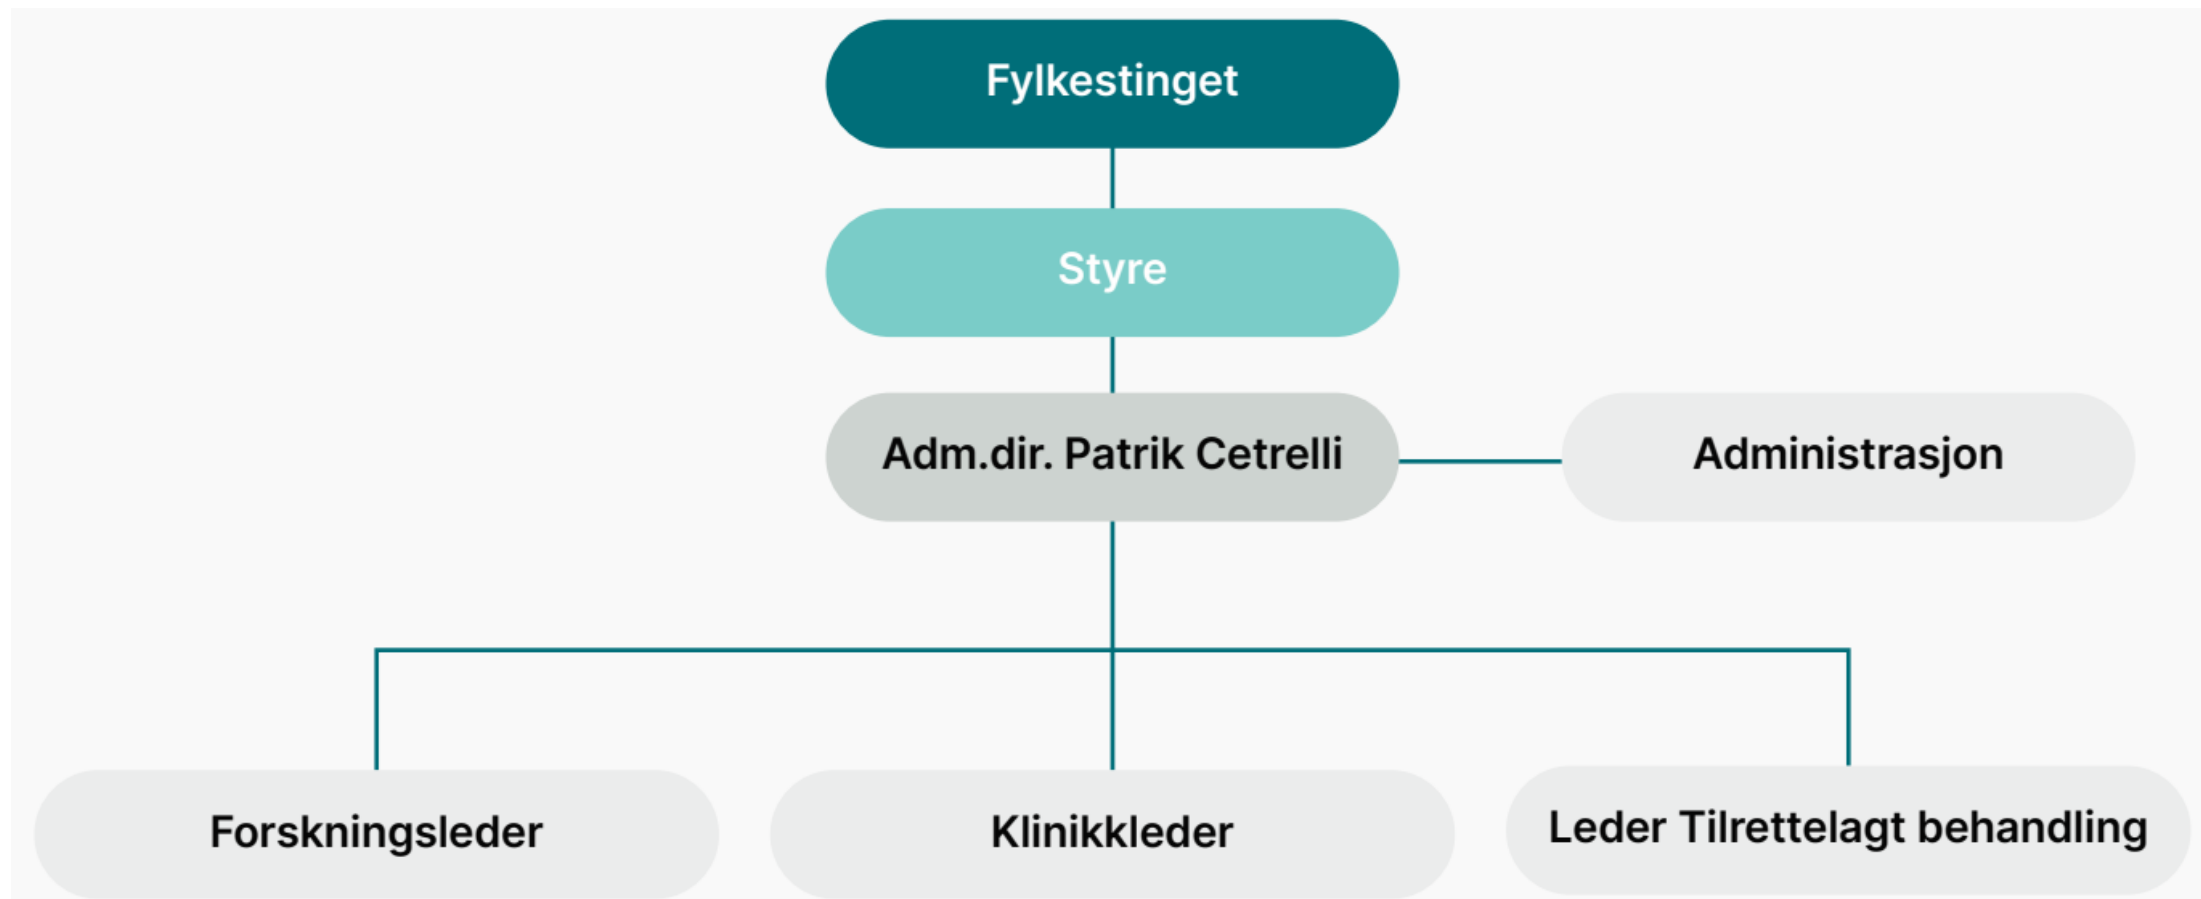 Fylkestinget
Styre
Adm.dir. Patrik Cetrelli
Administrasjon
Forskningsleder
Klinikkleder
Leder Tilrettelagt behandling